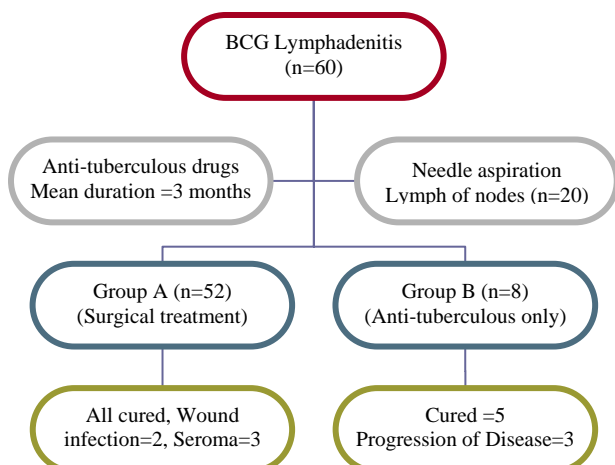 BCG Lymphadenitis
(n=60)
Anti-tuberculous drugs
Mean duration =3 months
Needle aspiration
Lymph of nodes (n=20)
Group A (n=52)
(Surgical treatment)
Group B (n=8)
(Anti-tuberculous only)
All cured, Wound
infection=2, Seroma=3
Cured =5
Progression of Disease=3